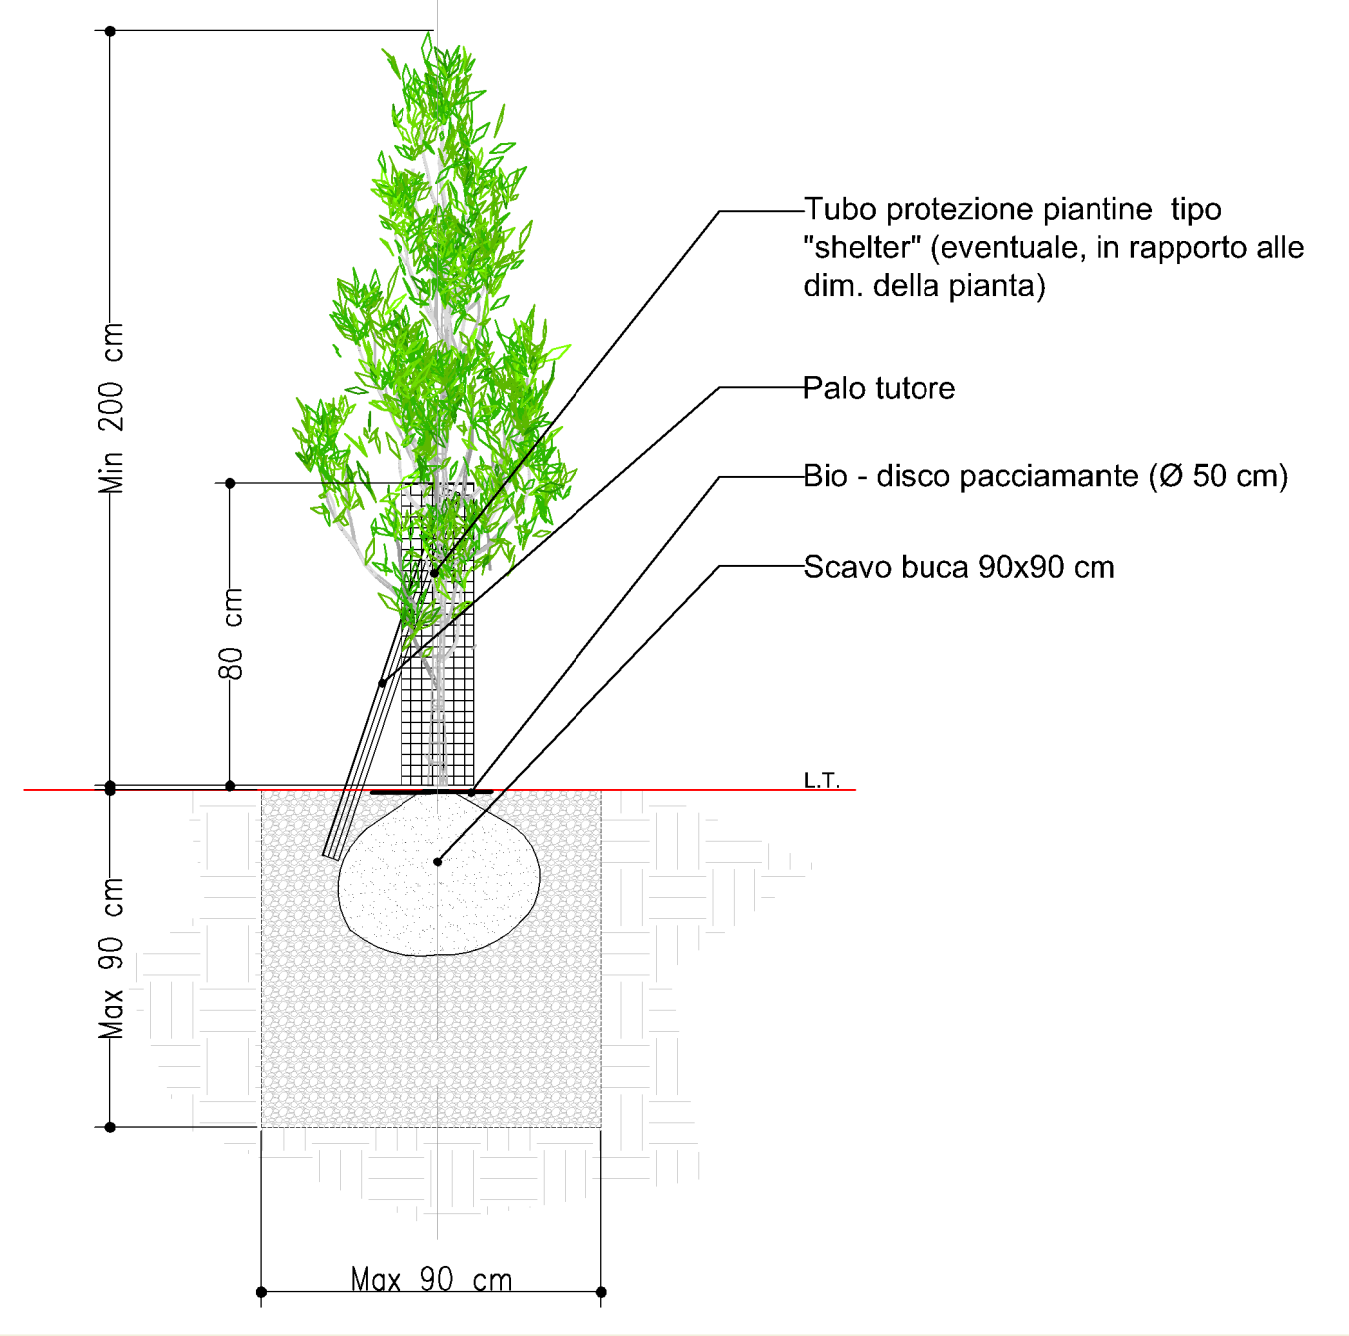 Tubo protezione piantine tipo
"shelter" (eventuale, in rapporto alle
dim. della pianta)
Min 200 cm
Palo tutore
Bio - disco pacciamante (Ø 50 cm)
Scavo buca 90x90 cm
80 cm
L.T.
Max 90 cm
Max 90 cm